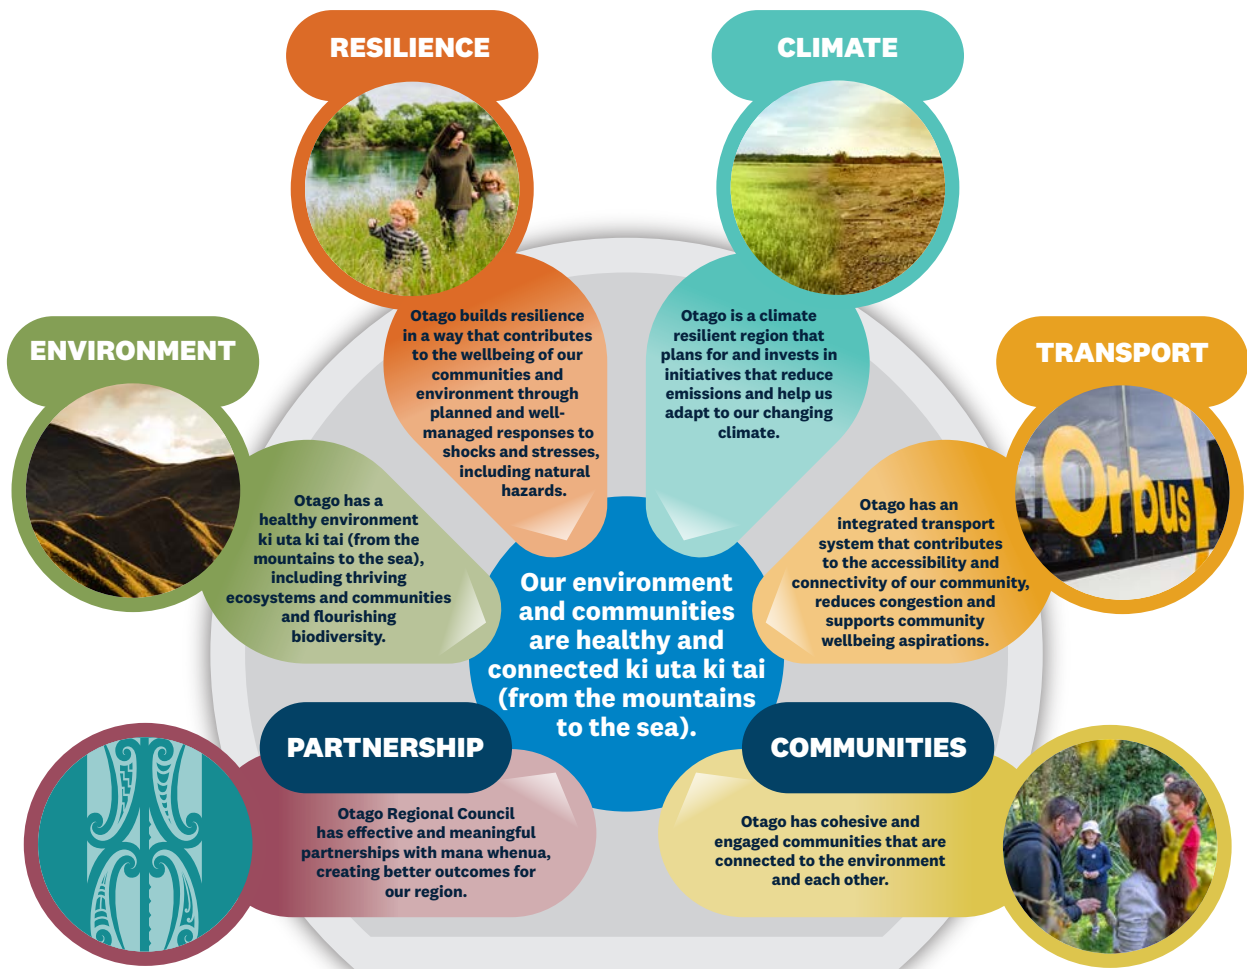 RESILIENCE
Otago builds resilience
in a way that contributes
to the wellbeing of our
communities and
environment through
planned and well-
managed responses to
shocks and stresses,
including natural
hazards.
CLIMATE
Otago is a climate
resilient region that
plans for and invests in
initiatives that reduce
emissions and help us
adapt to our changing
climate.
ENVIRONMENT
Otago has a
healthy environment
ki uta ki tai (from the
mountains to the sea),
including thriving
ecosystems and communities
and flourishing
biodiversity.
TRANSPORT
Orbus
Otago has an
integrated transport
system that contributes
to the accessibility and
connectivity of our community,
reduces congestion and
supports community
wellbeing aspirations.
Our environment
and communities
are healthy and
connected ki uta ki tai
(from the mountains
to the sea).
PARTNERSHIP
Otago Regional Council
has effective and meaningful
partnerships with mana whenua,
creating better outcomes for
our region.
COMMUNITIES
Otago has cohesive and
engaged communities that are
connected to the environment
and each other.